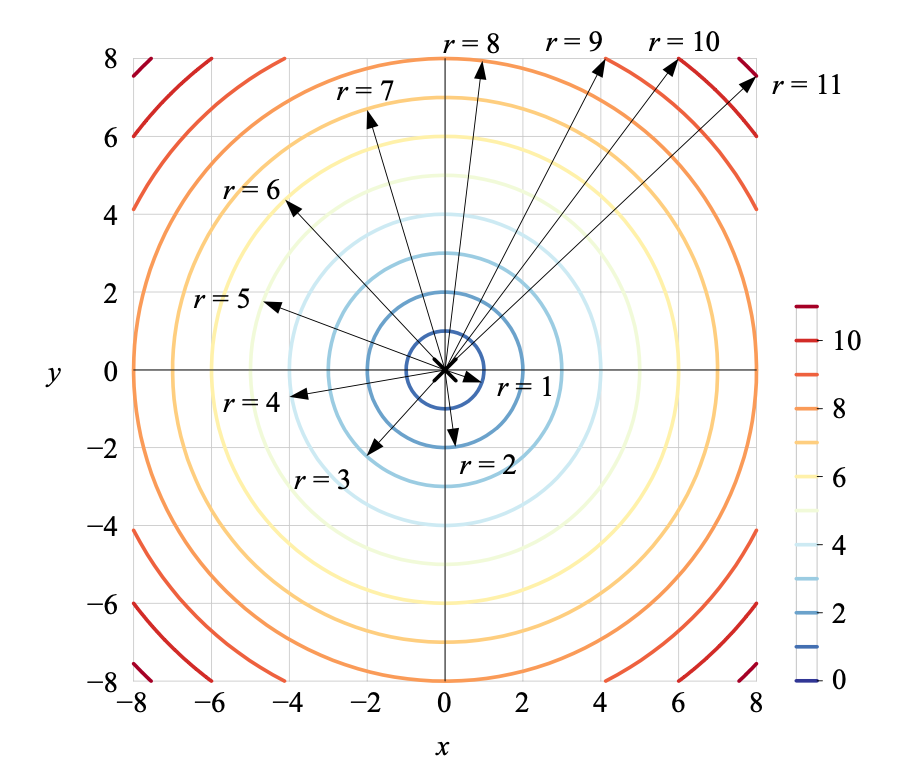 r = 8
r = 9
r = 10
8
r = 11
r = 7
6
r = 6
4
2
r = 5
10
y
0
r = 1
r = 4
8
−2
r = 2
r = 3
6
−4
4
−6
2
−8
0
−8 −6 −4 −2 0 2 4 6 8
x